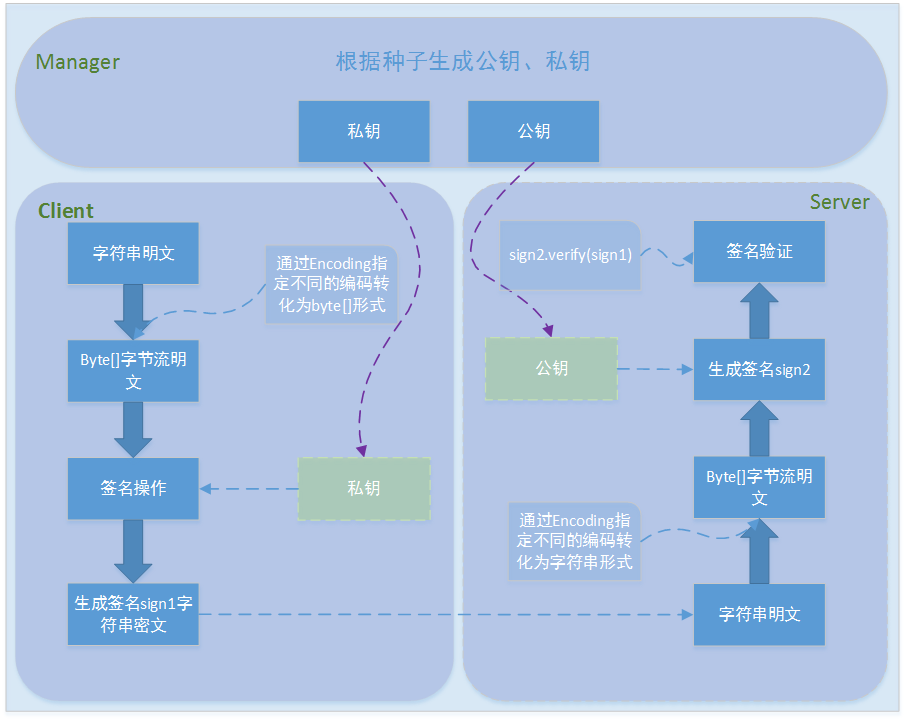 Manager
根据种子生成公钥、私钥
私钥
公钥
Client
字符串明文
通过Encoding指
定不同的编码转
化为byte[]形式
Byte[]字节流明
文
签名操作
私钥
生成签名sign1字
符串密文
Server
sign2.verify(sign1)
签名验证
公钥
生成签名sign2
Byte[]字节流明
文
通过Encoding指
定不同的编码转
化为字符串形式
字符串明文